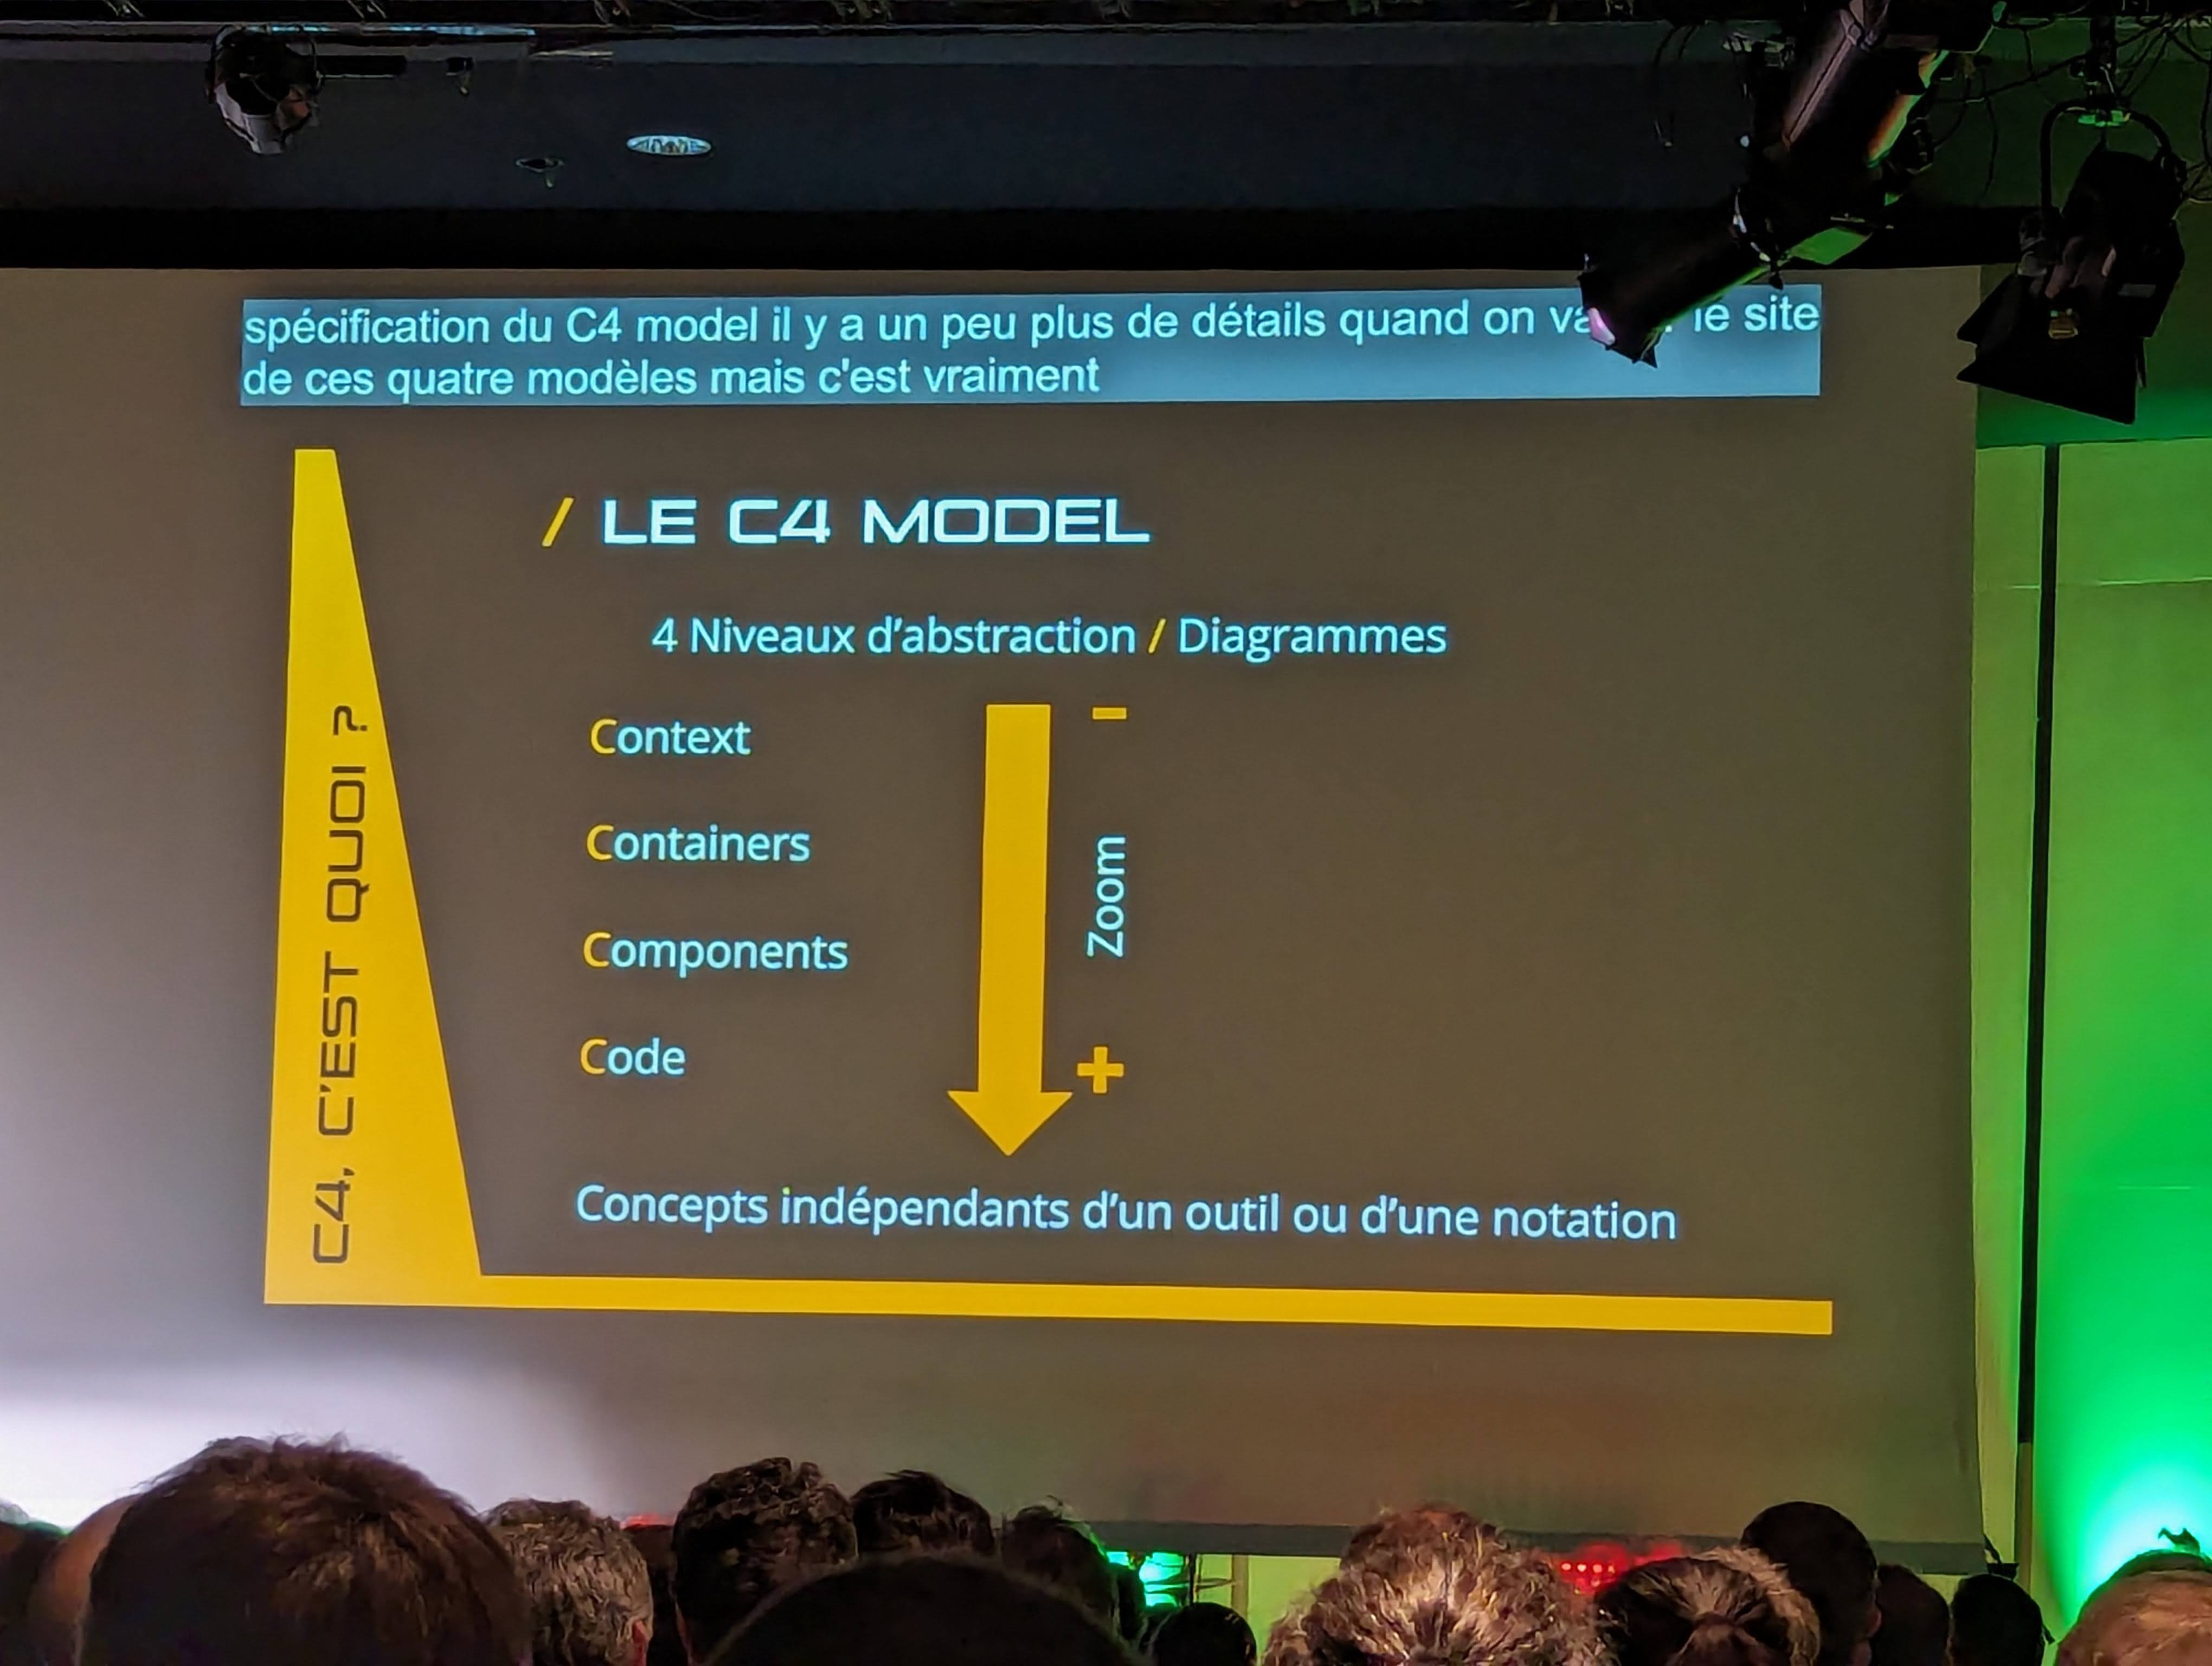 spécification du C4 model il y a un peu plus de détails quand on le site
de ces quatre modèles mais c'est vraiment
C4, C'EST QUOI ?
/ LE C4 MODEL
4 Niveaux d'abstraction / Diagrammes
Context
Containers
Components
Code
-
Zoom
+
Concepts indépendants d'un outil ou d'une notation